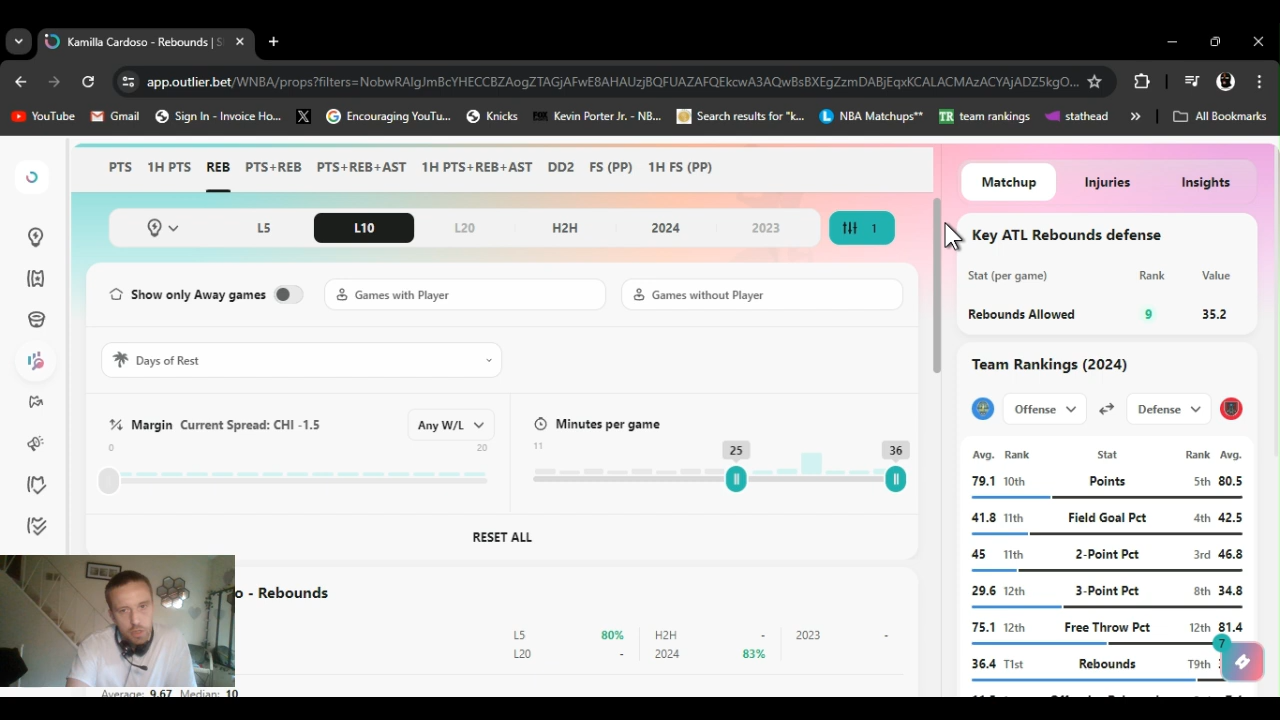 Kamilla Cardoso - Rebounds | S
app.outlier.bet/WNBA/props?filters=NobwRAlgJmBcYHECCBZAogZTAGjAFwE8AHAUzjBQFUAZAFQEkcwA3AQwBsBXEgZzmDABjEqxKCALACMAzACYAjADZ5kgO...
YouTube Gmail Sign In - Invoice Ho... X Encouraging YouTu... Knicks Kevin Porter Jr. - NB... Search results for "k... NBA Matchups** TR team rankings stathead » All Bookmarks
PTS 1H PTS REB PTS+REB PTS+REB+AST 1H PTS+REB+AST DD2 FS (PP) 1H FS (PP)
L5 L10 L20 H2H 2024 2023 1
Show only Away games Games with Player Games without Player
Days of Rest
Margin Current Spread: CHI -1.5 Any W/L
0 20
Minutes per game
11
25 36
RESET ALL
o - Rebounds
L5 80% H2H - 2023 -
L20 - 2024 83%
Average: 9.67 Median: 10
Matchup Injuries Insights
Key ATL Rebounds defense
Stat (per game) Rank Value
Rebounds Allowed 9 35.2
Team Rankings (2024)
Offense Defense
Avg. Rank Stat Rank Avg.
79.1 10th Points 5th 80.5
41.8 11th Field Goal Pct 4th 42.5
45 11th 2-Point Pct 3rd 46.8
29.6 12th 3-Point Pct 8th 34.8
75.1 12th Free Throw Pct 12th 81.4
7
36.4 T1st Rebounds T9th